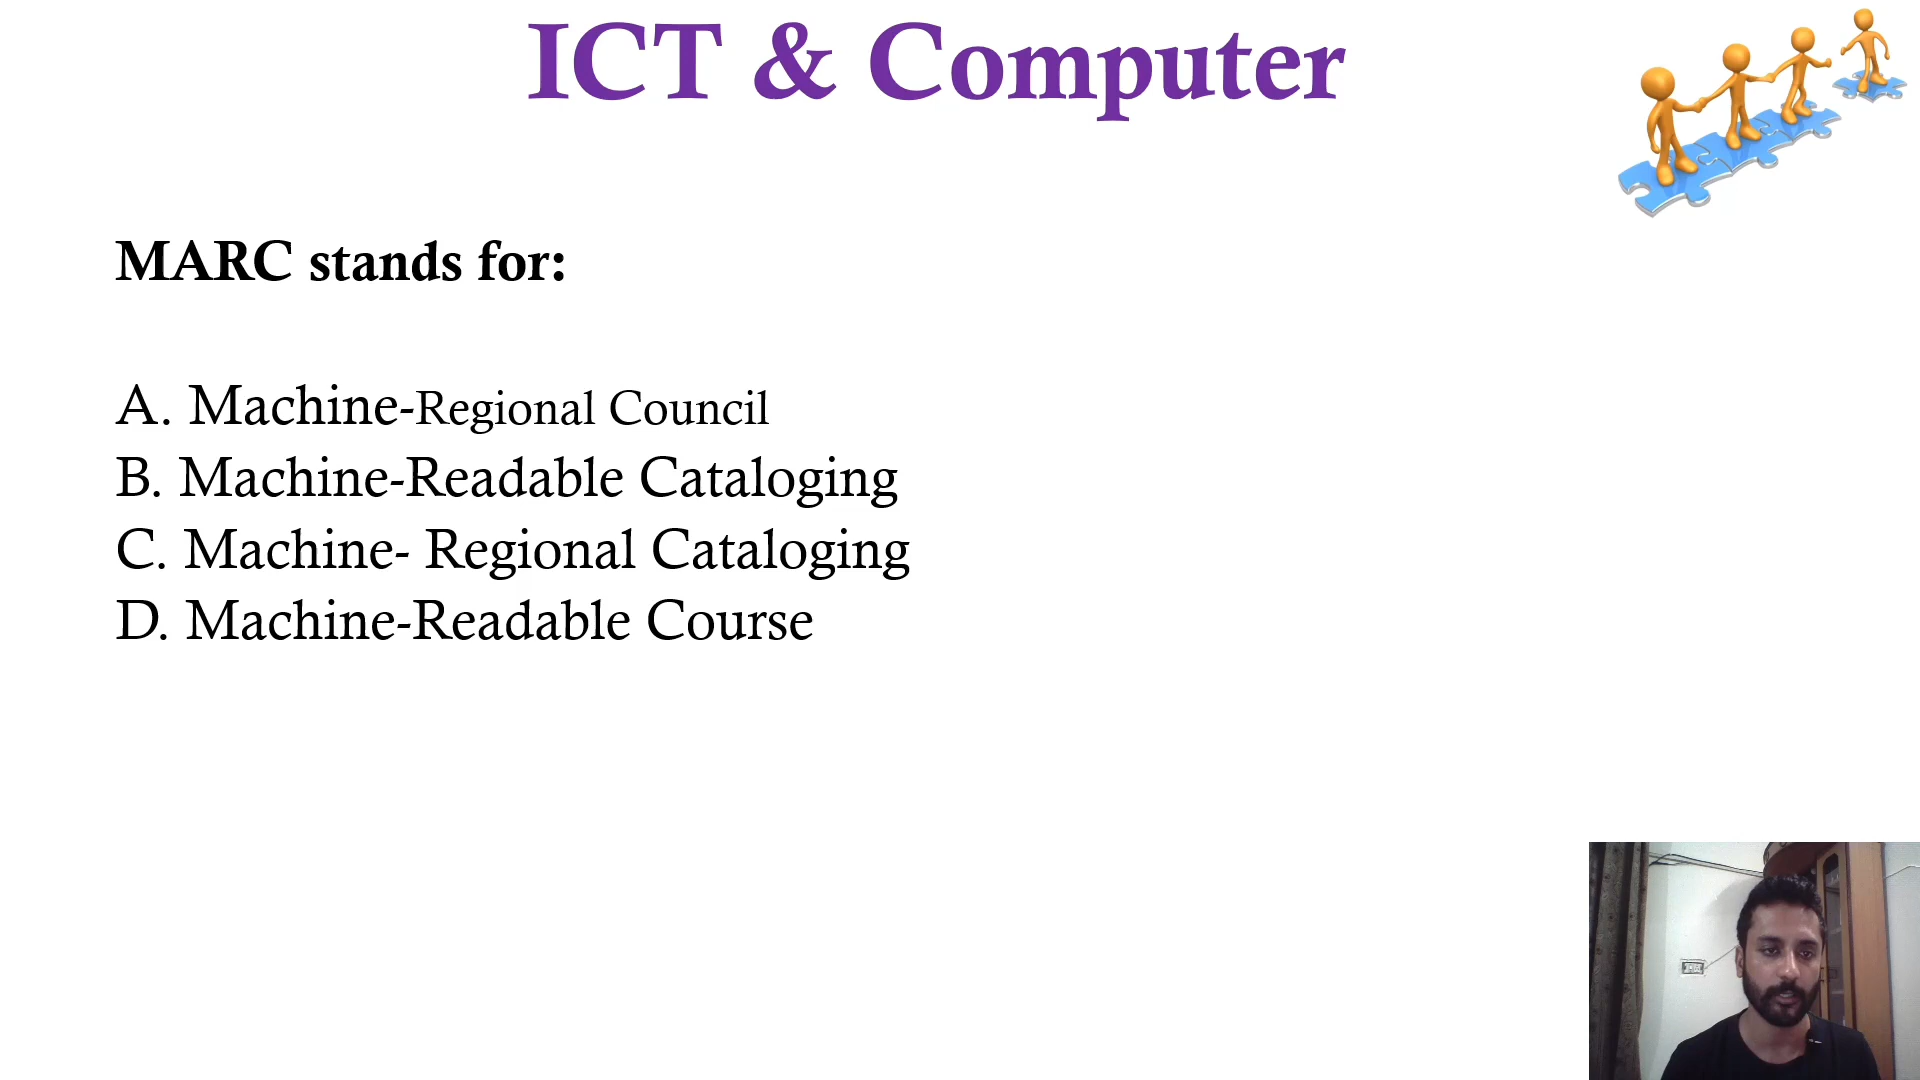 ICT & Computer
MARC stands for:
A. Machine-Regional Council
B. Machine-Readable Cataloging
C. Machine- Regional Cataloging
D. Machine-Readable Course